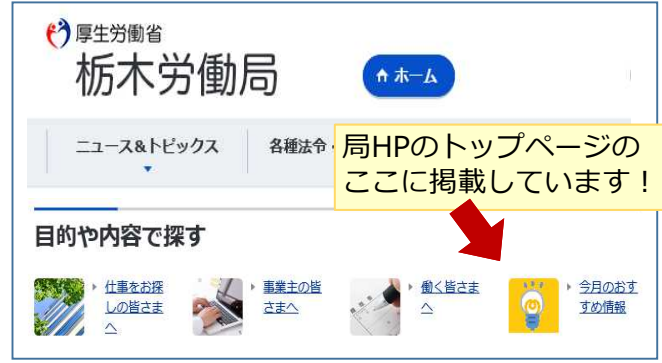 厚生労働省
栃木労働局
ホーム
ニュース&トピックス
各種法令・
局HPのトップページの
ここに掲載しています！
目的や内容で探す
仕事をお探
しの皆さま
へ
事業主の皆
さまへ
働く皆さま
へ
今月のおす
すめ情報